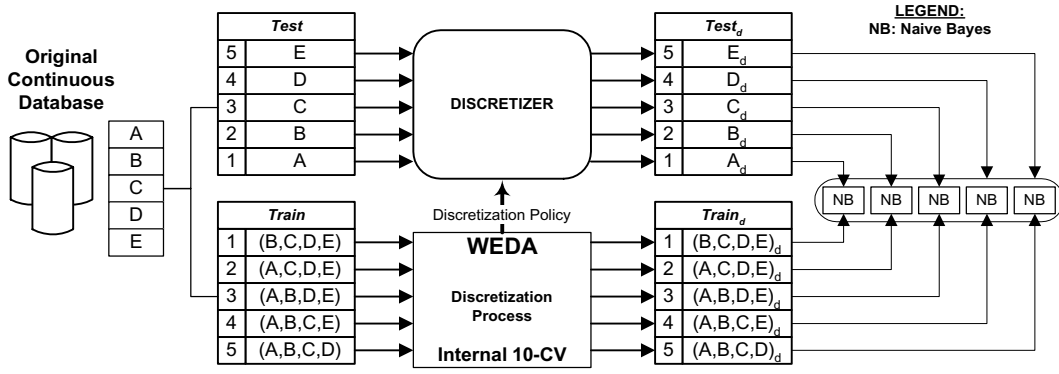 Original
Continuous
Database
A
B
C
D
E
Test
5 E
4 D
3 C
2 B
1 A
Train
1 (B,C,D,E)
2 (A,C,D,E)
3 (A,B,D,E)
4 (A,B,C,E)
5 (A,B,C,D)
DISCRETIZER
Discretization Policy
WEDA
Discretization
Process
Internal 10-CV
Test_d
5 E_d
4 D_d
3 C_d
2 B_d
1 A_d
Train_d
1 (B,C,D,E)_d
2 (A,C,D,E)_d
3 (A,B,D,E)_d
4 (A,B,C,E)_d
5 (A,B,C,D)_d
LEGEND:
NB: Naive Bayes
NB NB NB NB NB